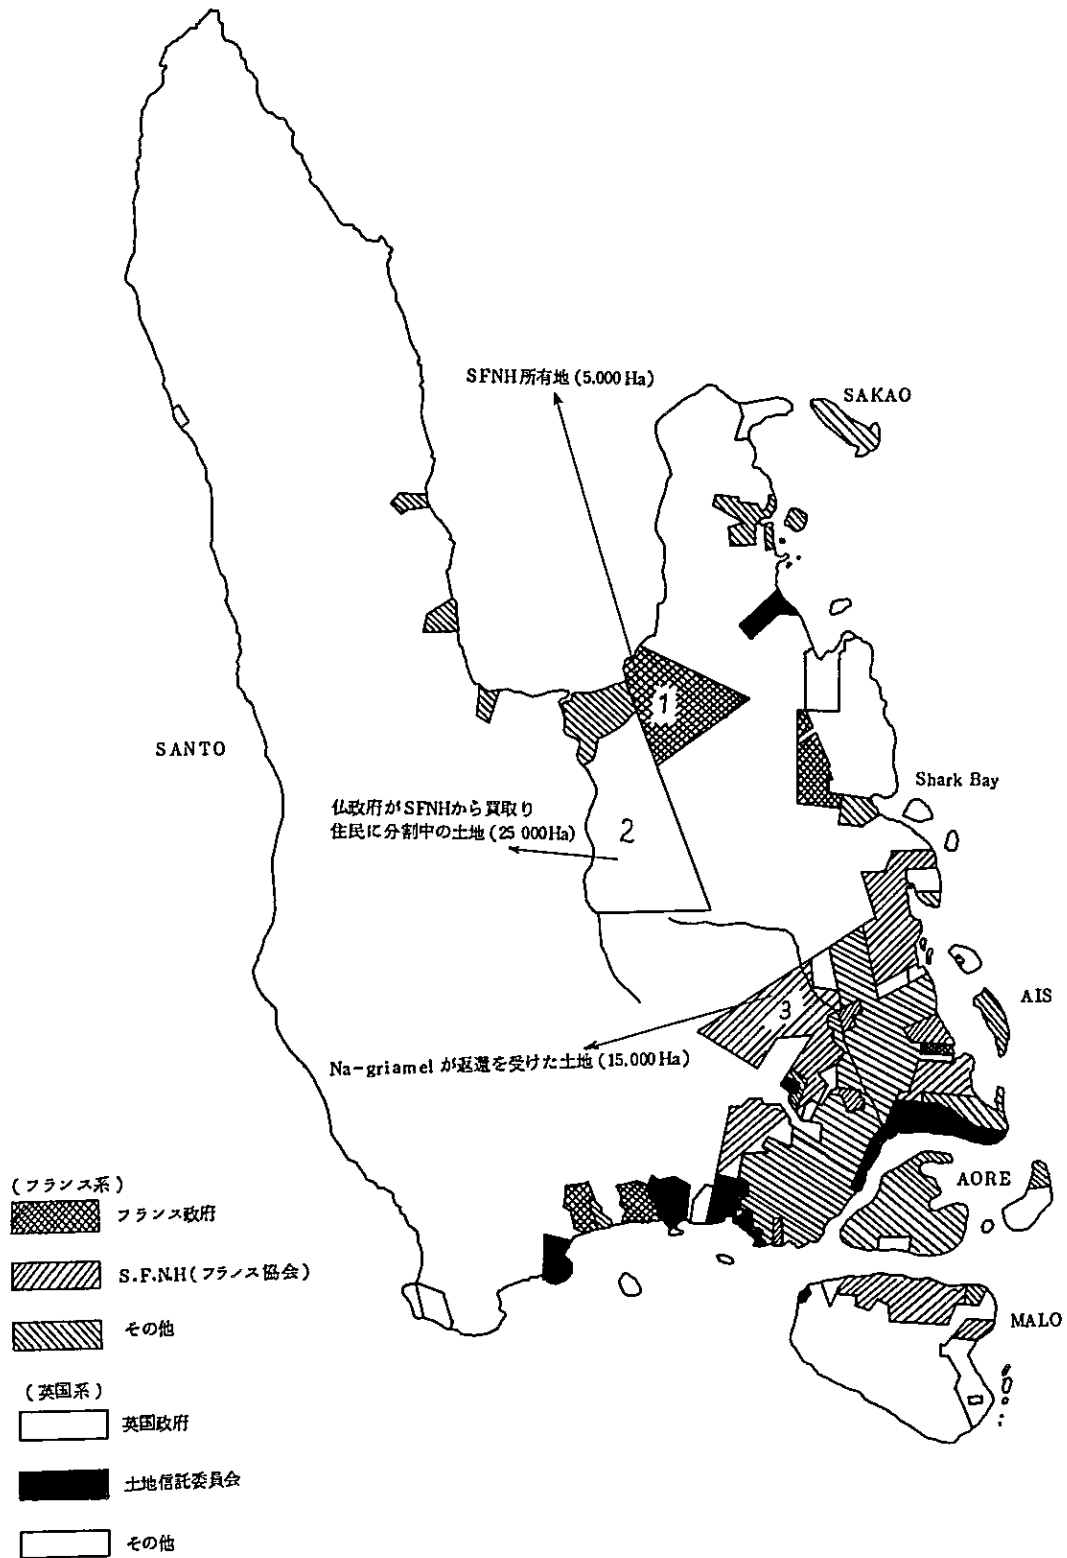 SFNH所有地 (5.000 Ha)
SAKAO
1
SANTO
Shark Bay
仏政府がSFNHから買取り
住民に分割中の土地 (25 000Ha)
2
AIS
3
Na-griamel が返還を受けた土地 (15.000 Ha)
AORE
(フランス系)
フランス政府
S.F.N.H(フランス協会)
その他
MALO
(英国系)
英国政府
土地信託委員会
その他